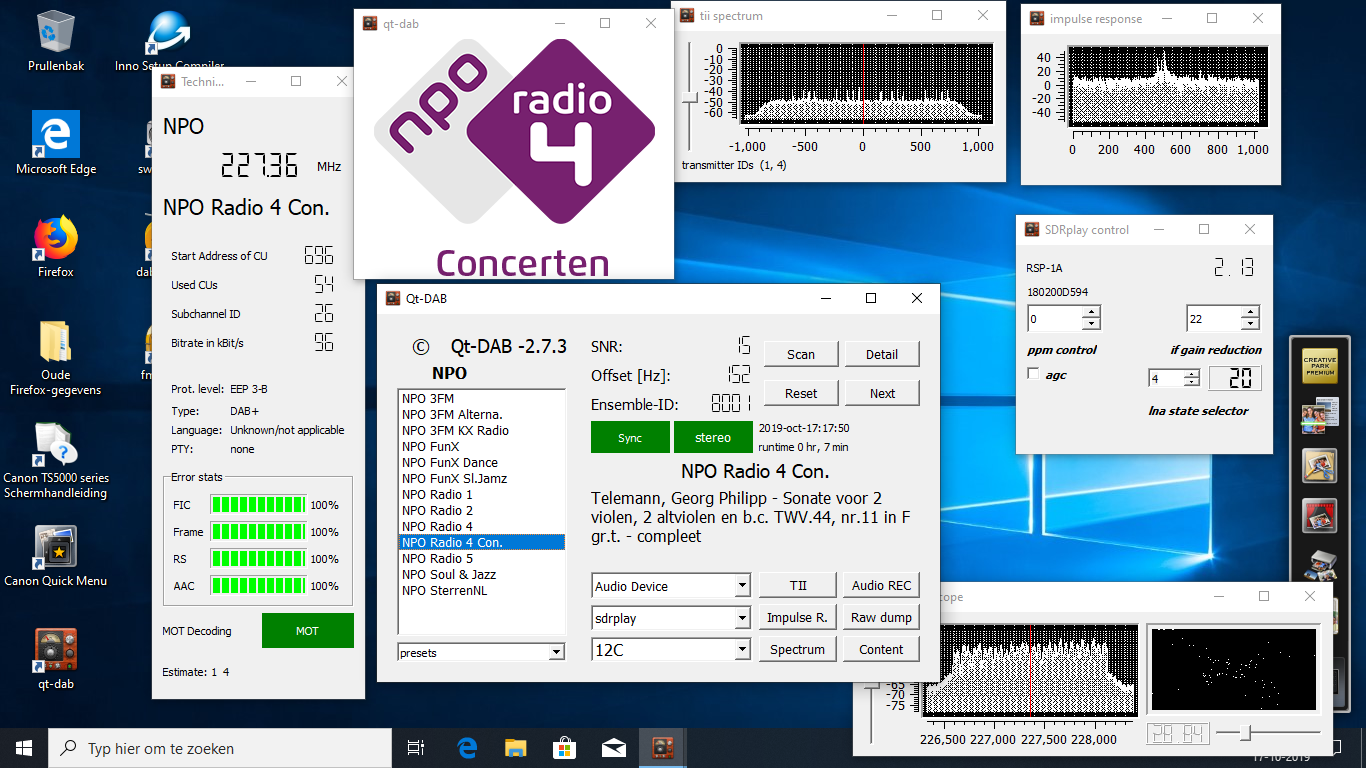 Prullenbak
Inno Setup Compiler
Microsoft Edge
Firefox
Oude
Firefox-gegevens
Canon TS5000 series
Schermhandleiding
Canon Quick Menu
qt-dab
Techni...
NPO
227.36 MHz
NPO Radio 4 Con.
Start Address of CU 696
Used CUs 54
Subchannel ID 26
Bitrate in kBit/s 96
Prot. level: EEP 3-B
Type: DAB+
Language: Unknown/not applicable
PTY: none
Error stats
FIC 100%
Frame 100%
RS 100%
AAC 100%
MOT Decoding MOT
Estimate: 1 4
qt-dab
npo
radio
4
Concerten
tii spectrum
0
-10
-20
-30
-40
-50
-60
-1,000 -500 0 500 1,000
transmitter IDs (1, 4)
impulse response
40
20
0
-20
-40
0 200 400 600 800 1,000
SDRplay control
RSP-1A 2.13
180200D594
0 22
ppm control if gain reduction
agc 4 20
lna state selector
CREATIVE
PARK
PREMIUM
Qt-DAB
© Qt-DAB -2.7.3
NPO
NPO 3FM
NPO 3FM Alterna.
NPO 3FM KX Radio
NPO FunX
NPO FunX Dance
NPO FunX Sl.Jamz
NPO Radio 1
NPO Radio 2
NPO Radio 4
NPO Radio 4 Con.
NPO Radio 5
NPO Soul & Jazz
NPO SterrenNL
presets
SNR: 15
Offset [Hz]: 152
Ensemble-ID: 8001
Scan Detail
Reset Next
Sync stereo
2019-oct-17:17:50
runtime 0 hr, 7 min
NPO Radio 4 Con.
Telemann, Georg Philipp - Sonate voor 2
violen, 2 altviolen en b.c. TWV.44, nr.11 in F
gr.t. - compleet
Audio Device TII Audio REC
sdrplay Impulse R. Raw dump
12C Spectrum Content
cope
-65
-70
-75
226,500 227,000 227,500 228,000
28.84
Typ hier om te zoeken
17-10-2019